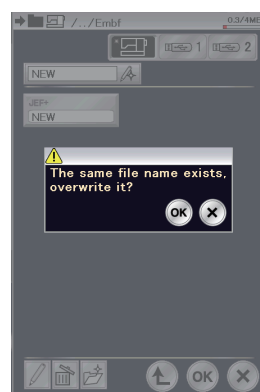 /../Embf
0.3/4MB
1
2
NEW
JEF+
NEW
The same file name exists,
overwrite it?
OK
OK